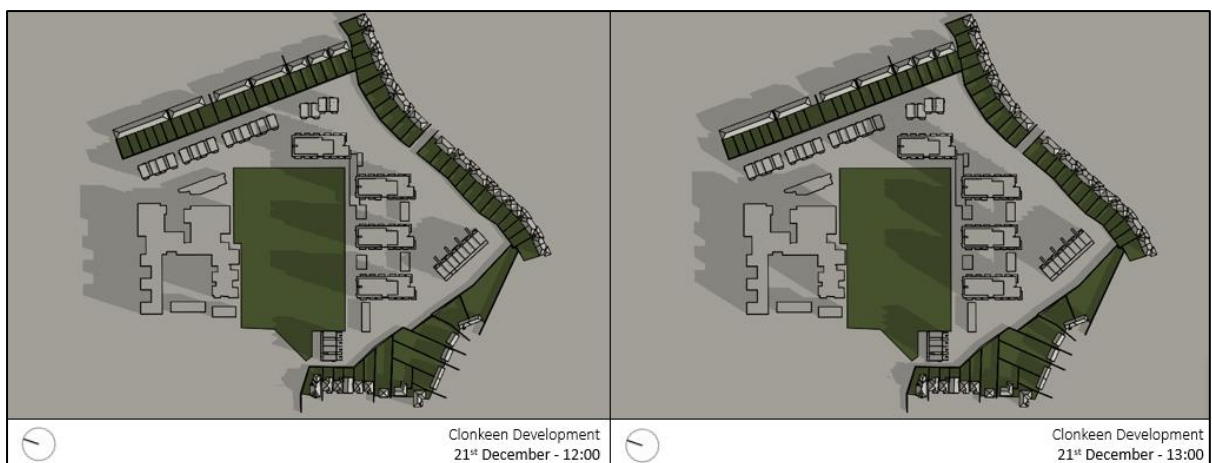 Clonkeen Development
21st December - 12:00
Clonkeen Development
21st December - 13:00